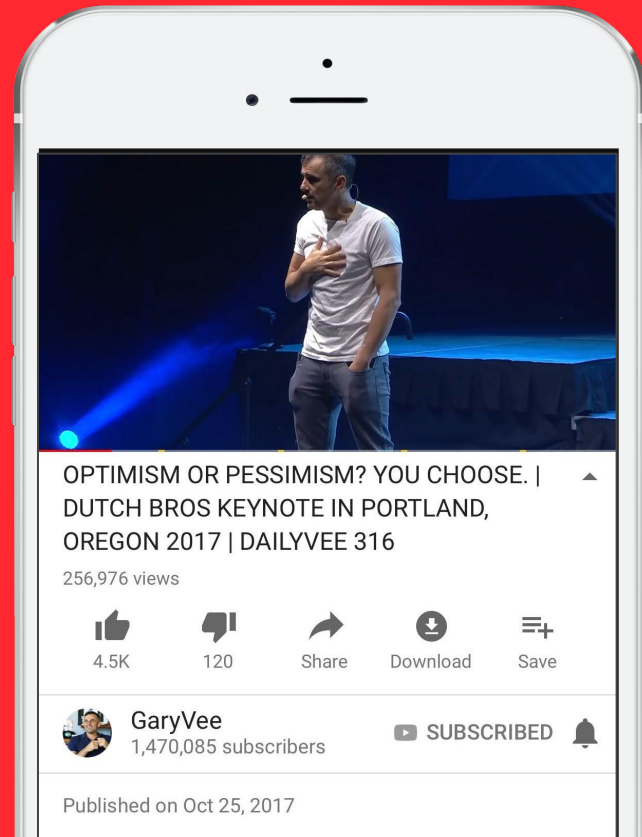 OPTIMISM OR PESSIMISM? YOU CHOOSE. |
DUTCH BROS KEYNOTE IN PORTLAND,
OREGON 2017 | DAILYVEE 316
256,976 views
4.5K 120 Share Download Save
GaryVee
1,470,085 subscribers
SUBSCRIBED
Published on Oct 25, 2017